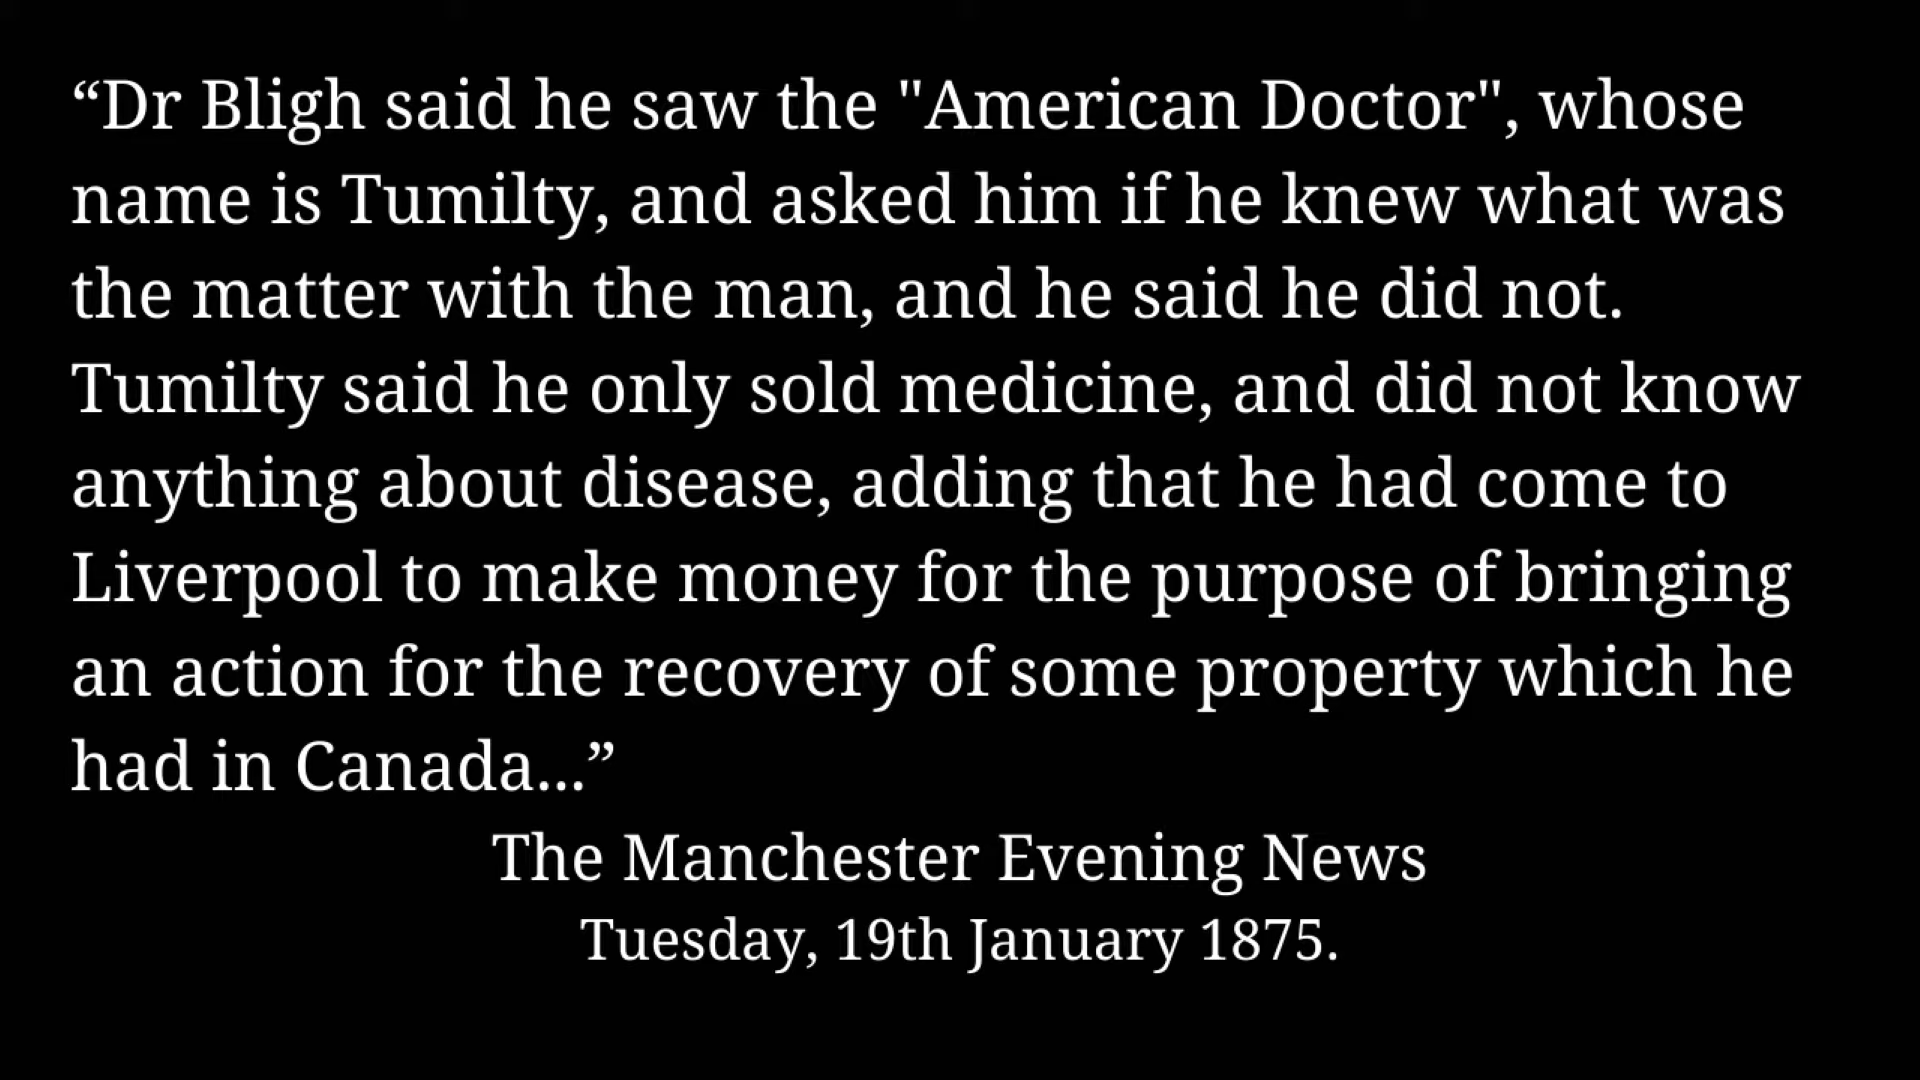 “Dr Bligh said he saw the "American Doctor", whose
name is Tumilty, and asked him if he knew what was
the matter with the man, and he said he did not.
Tumilty said he only sold medicine, and did not know
anything about disease, adding that he had come to
Liverpool to make money for the purpose of bringing
an action for the recovery of some property which he
had in Canada...”
The Manchester Evening News
Tuesday, 19th January 1875.